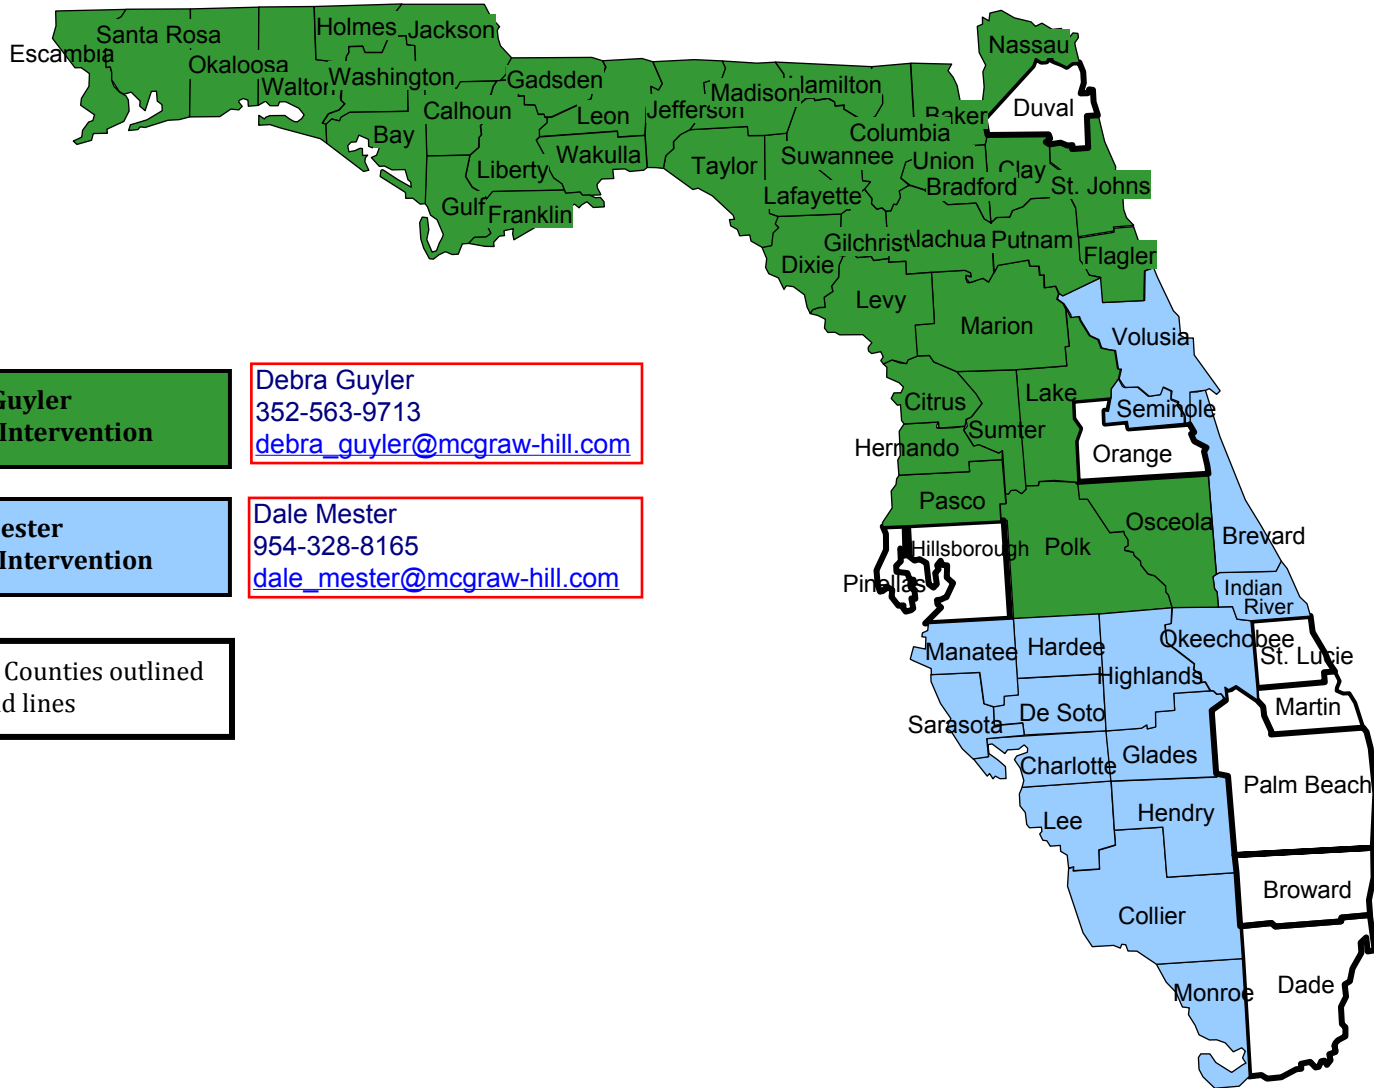 Holmes
Jackson
Santa Rosa
Escambia
Okaloosa
Walton
Washington
Calhoun
Bay
Gadsden
Leon
Liberty
Wakulla
Gulf
Franklin
Jefferson
Madison
Hamilton
Taylor
Suwannee
Lafayette
Columbia
Baker
Nassau
Duval
Union
Clay
Bradford
St. Johns
Gilchrist
Alachua
Putnam
Flagler
Dixie
Levy
Marion
Volusia
Citrus
Lake
Seminole
Sumter
Hernando
Orange
Pasco
Osceola
Brevard
Hillsborough
Polk
Pinellas
Indian
River
Okeechobee
St. Lucie
Manatee
Hardee
Highlands
Martin
Sarasota
De Soto
Charlotte
Glades
Palm Beach
Lee
Hendry
Broward
Collier
Monroe
Dade
Guyler
Intervention
Debra Guyler
352-563-9713
debra_guyler@mcgraw-hill.com
ester
Intervention
Dale Mester
954-328-8165
dale_mester@mcgraw-hill.com
Counties outlined
d lines